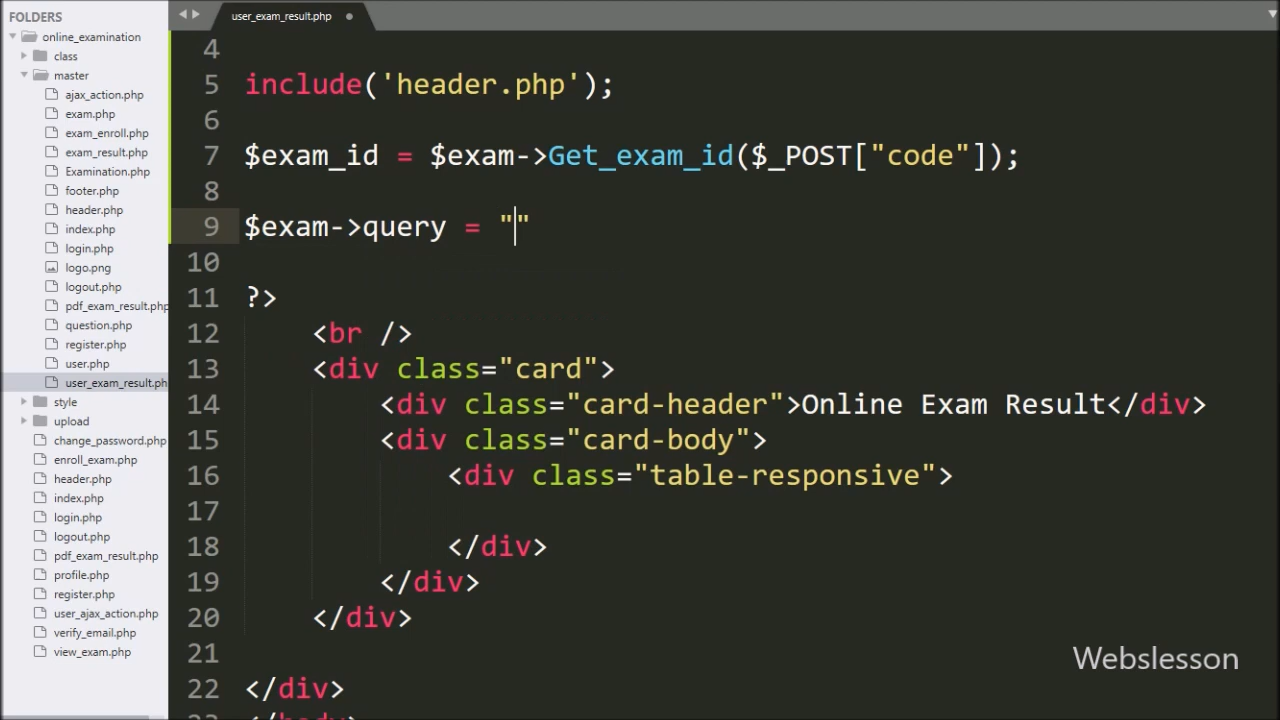 FOLDERS
online_examination
class
master
ajax_action.php
exam.php
exam_enroll.php
exam_result.php
Examination.php
footer.php
header.php
index.php
login.php
logo.png
logout.php
pdf_exam_result.php
question.php
register.php
user.php
user_exam_result.ph
style
upload
change_password.php
enroll_exam.php
header.php
index.php
login.php
logout.php
pdf_exam_result.php
profile.php
register.php
user_ajax_action.php
verify_email.php
view_exam.php
user_exam_result.php
4
5 include('header.php');
6
7 $exam_id = $exam->Get_exam_id($_POST["code"]);
8
9 $exam->query = ""
10
11 ?>
12 <br />
13 <div class="card">
14 <div class="card-header">Online Exam Result</div>
15 <div class="card-body">
16 <div class="table-responsive">
17
18 </div>
19 </div>
20 </div>
21
22 </div>
23 </body>
Webslesson